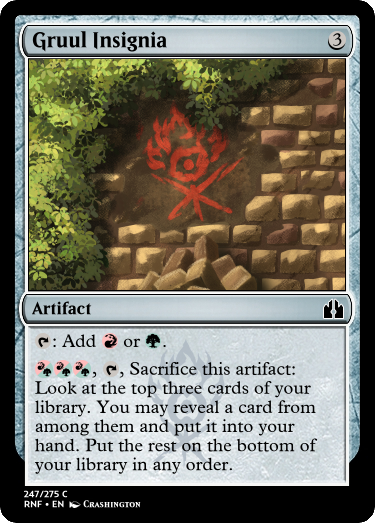 Gruul Insignia 3
Artifact
: Add or .
, , Sacrifice this artifact:
Look at the top three cards of your
library. You may reveal a card from
among them and put it into your
hand. Put the rest on the bottom of
your library in any order.
247/275 C
RNF • EN Crashington